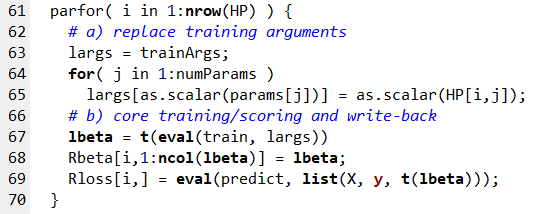 61 parfor( i in 1:nrow(HP) ) {
62 # a) replace training arguments
63 largs = trainArgs;
64 for( j in 1:numParams )
65 largs[as.scalar(params[j])] = as.scalar(HP[i,j]);
66 # b) core training/scoring and write-back
67 lbeta = t(eval(train, largs))
68 Rbeta[i,1:ncol(lbeta)] = lbeta;
69 Rloss[i,] = eval(predict, list(X, y, t(lbeta)));
70 }